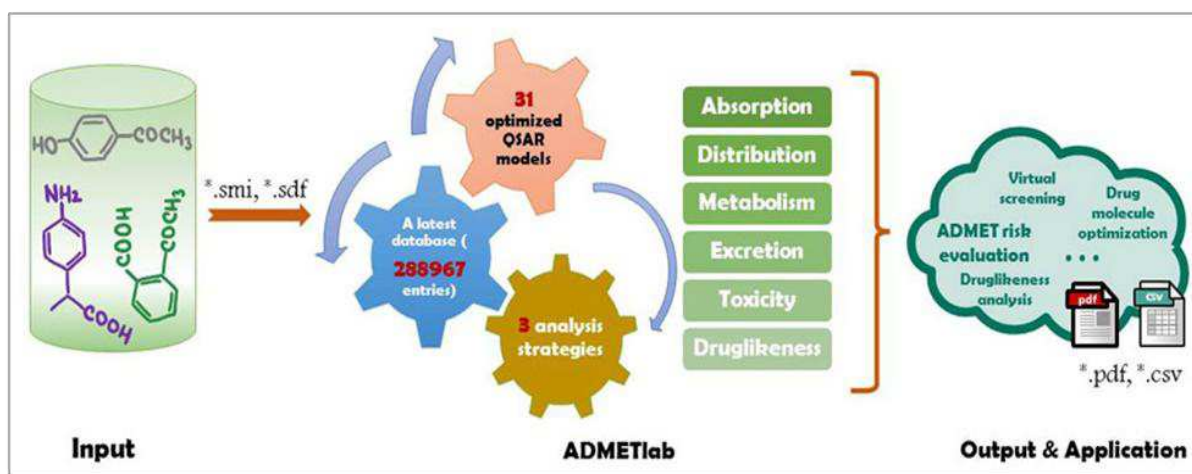 HO
COCH3
NH2
COOH
COOH
COCH3
*.smi, *.sdf
Input
31
optimized
QSAR
models
A latest
database (
288967
entries)
3 analysis
strategies
Absorption
Distribution
Metabolism
Excretion
Toxicity
Druglikeness
ADMETlab
Virtual
screening
Drug
molecule
optimization
ADMET risk
evaluation
...
Druglikeness
analysis
pdf
CSV
*.pdf, *.csv
Output & Application